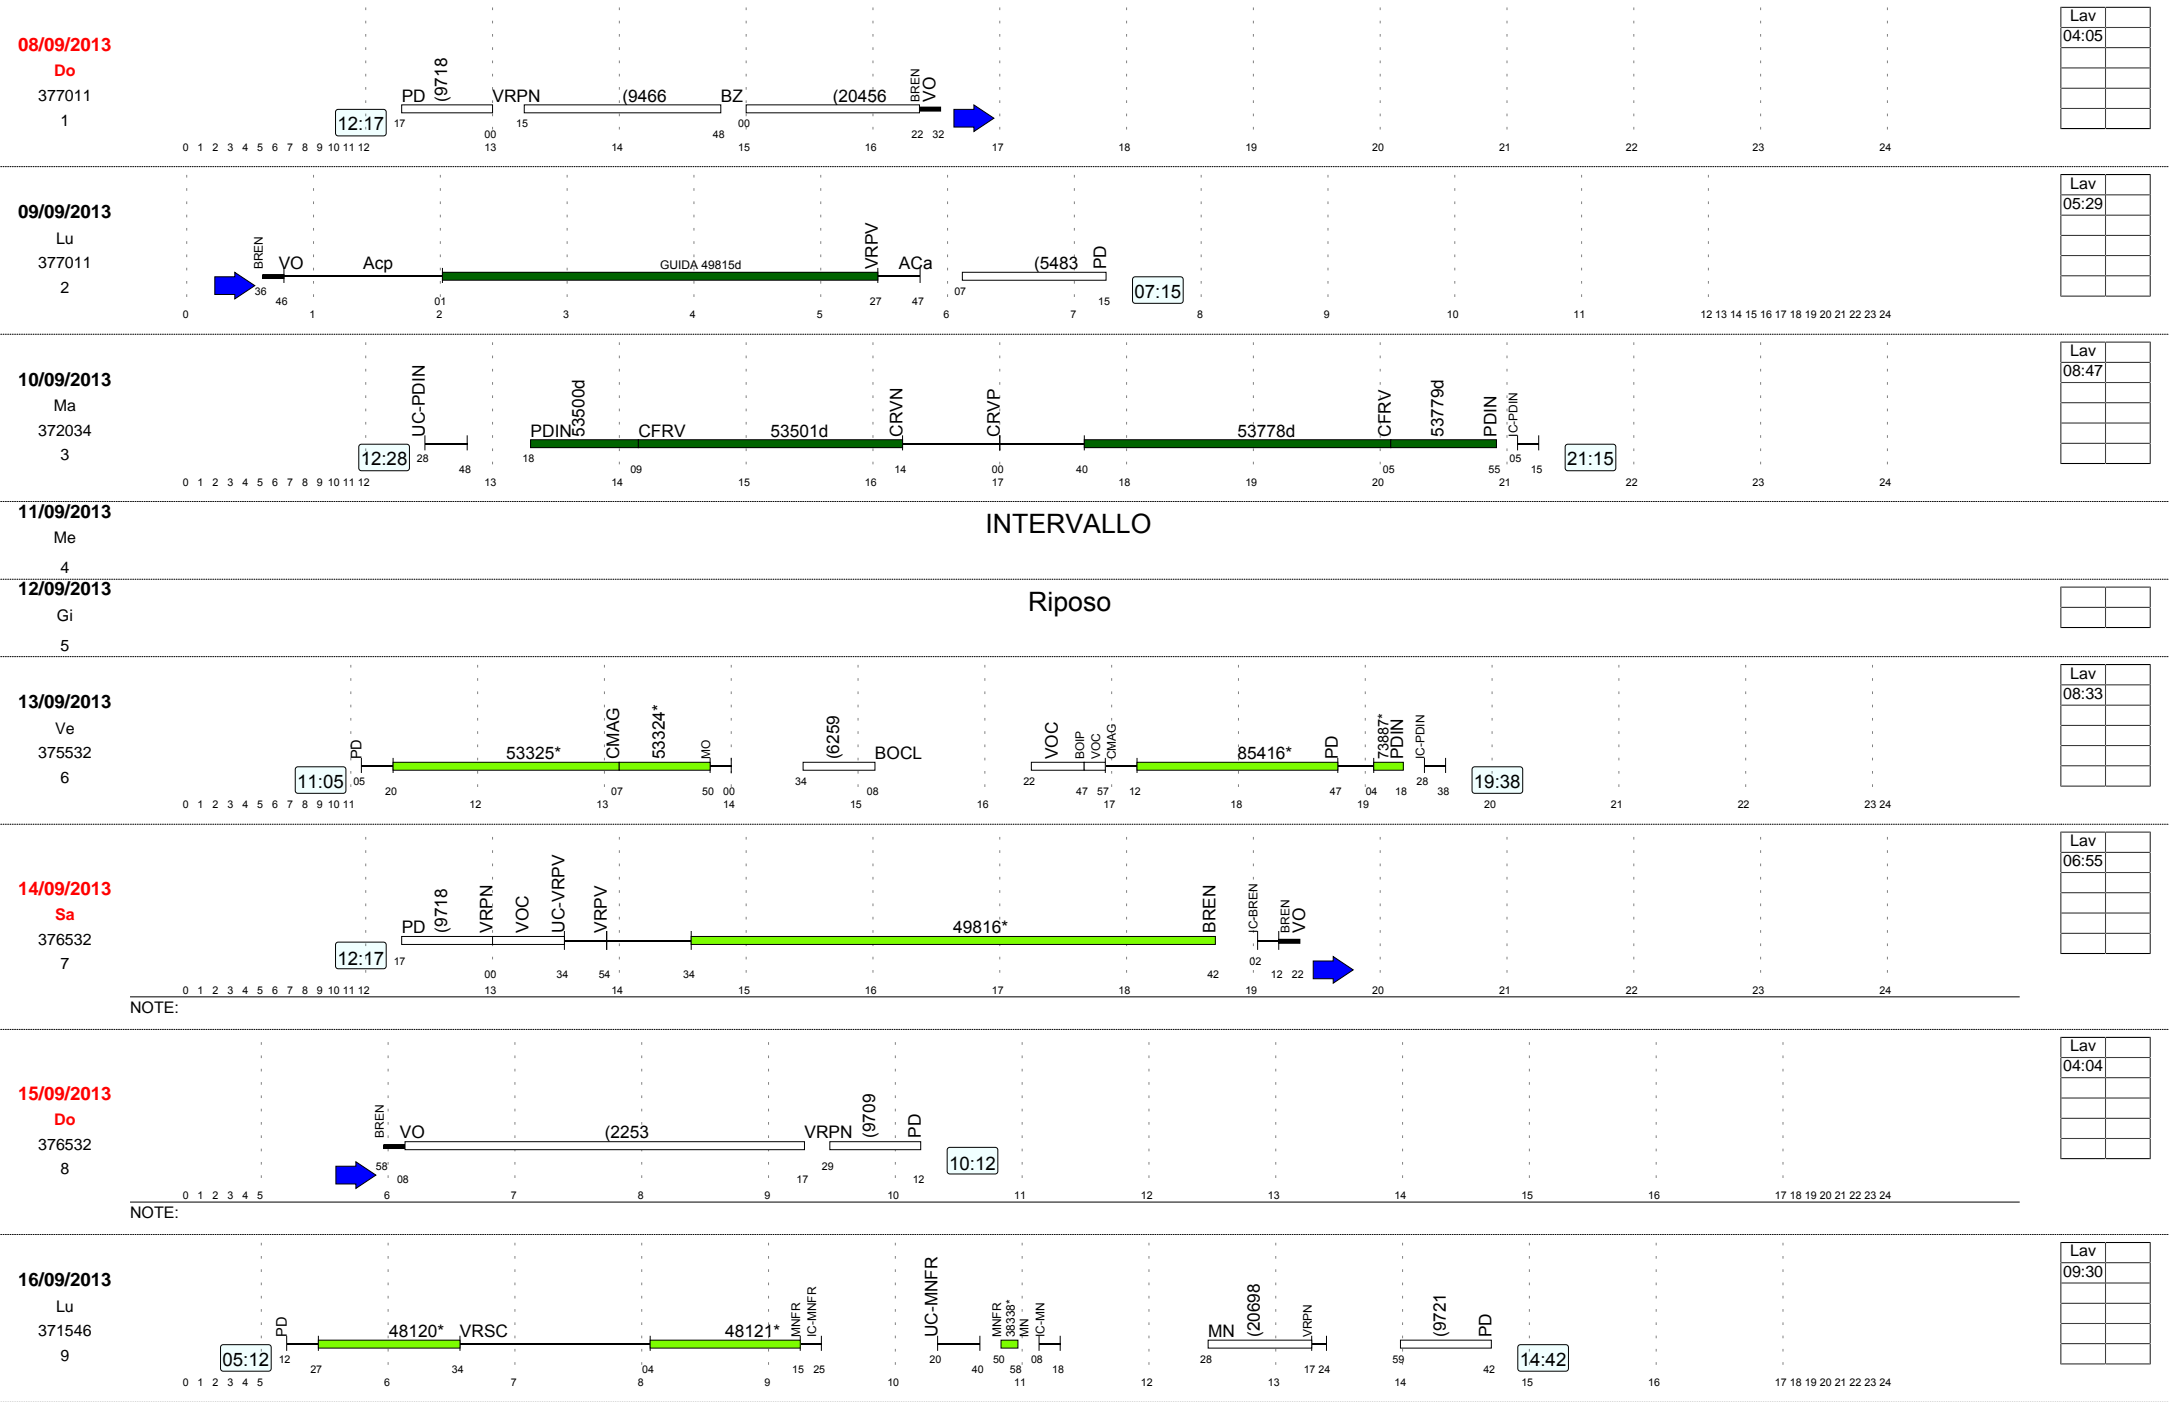 08/09/2013
Do
377011
1
12:17
PD (9718 VRPN (9466 BZ (20456 BREN VO
17 00 15 48 00 22 32
0 1 2 3 4 5 6 7 8 9 10 11 12 13 14 15 16 17 18 19 20 21 22 23 24
Lav
04:05
09/09/2013
Lu
377011
2
BREN VO Acp GUIDA 49815d VRPV ACa (5483 PD
36 46 01 27 47 07 15
07:15
0 1 2 3 4 5 6 7 8 9 10 11 12 13 14 15 16 17 18 19 20 21 22 23 24
Lav
05:29
10/09/2013
Ma
372034
3
12:28
UC-PDIN PDIN 53500d CFRV 53501d CRVN CRVP 53778d CFRV 53779d PDIN IC-PDIN
28 48 18 09 14 00 40 05 55 05 15
21:15
0 1 2 3 4 5 6 7 8 9 10 11 12 13 14 15 16 17 18 19 20 21 22 23 24
Lav
08:47
11/09/2013
Me
4
INTERVALLO
12/09/2013
Gi
5
Riposo
13/09/2013
Ve
375532
6
11:05
PD 53325* CMAG 53324* MO (6259 BOCL VOC BOIP VOC CMAG 85416* PD 73887* PDIN IC-PDIN
05 20 07 50 00 34 08 22 47 57 12 47 04 18 28 38
19:38
0 1 2 3 4 5 6 7 8 9 10 11 12 13 14 15 16 17 18 19 20 21 22 23 24
Lav
08:33
14/09/2013
Sa
376532
7
12:17
PD (9718 VRPN VOC UC-VRPV VRPV 49816* BREN IC-BREN BREN VO
17 00 34 54 34 42 02 12 22
0 1 2 3 4 5 6 7 8 9 10 11 12 13 14 15 16 17 18 19 20 21 22 23 24
NOTE:
Lav
06:55
15/09/2013
Do
376532
8
BREN VO (2253 VRPN (9709 PD
58 08 17 29 12
10:12
0 1 2 3 4 5 6 7 8 9 10 11 12 13 14 15 16 17 18 19 20 21 22 23 24
NOTE:
Lav
04:04
16/09/2013
Lu
371546
9
05:12
PD 48120* VRSC 48121* MNFR IC-MNFR UC-MNFR MNFR 38338* MN IC-MN MN (20698 VRPN (9721 PD
12 27 34 04 15 25 20 40 50 58 08 18 28 17 24 59 42
14:42
0 1 2 3 4 5 6 7 8 9 10 11 12 13 14 15 16 17 18 19 20 21 22 23 24
Lav
09:30